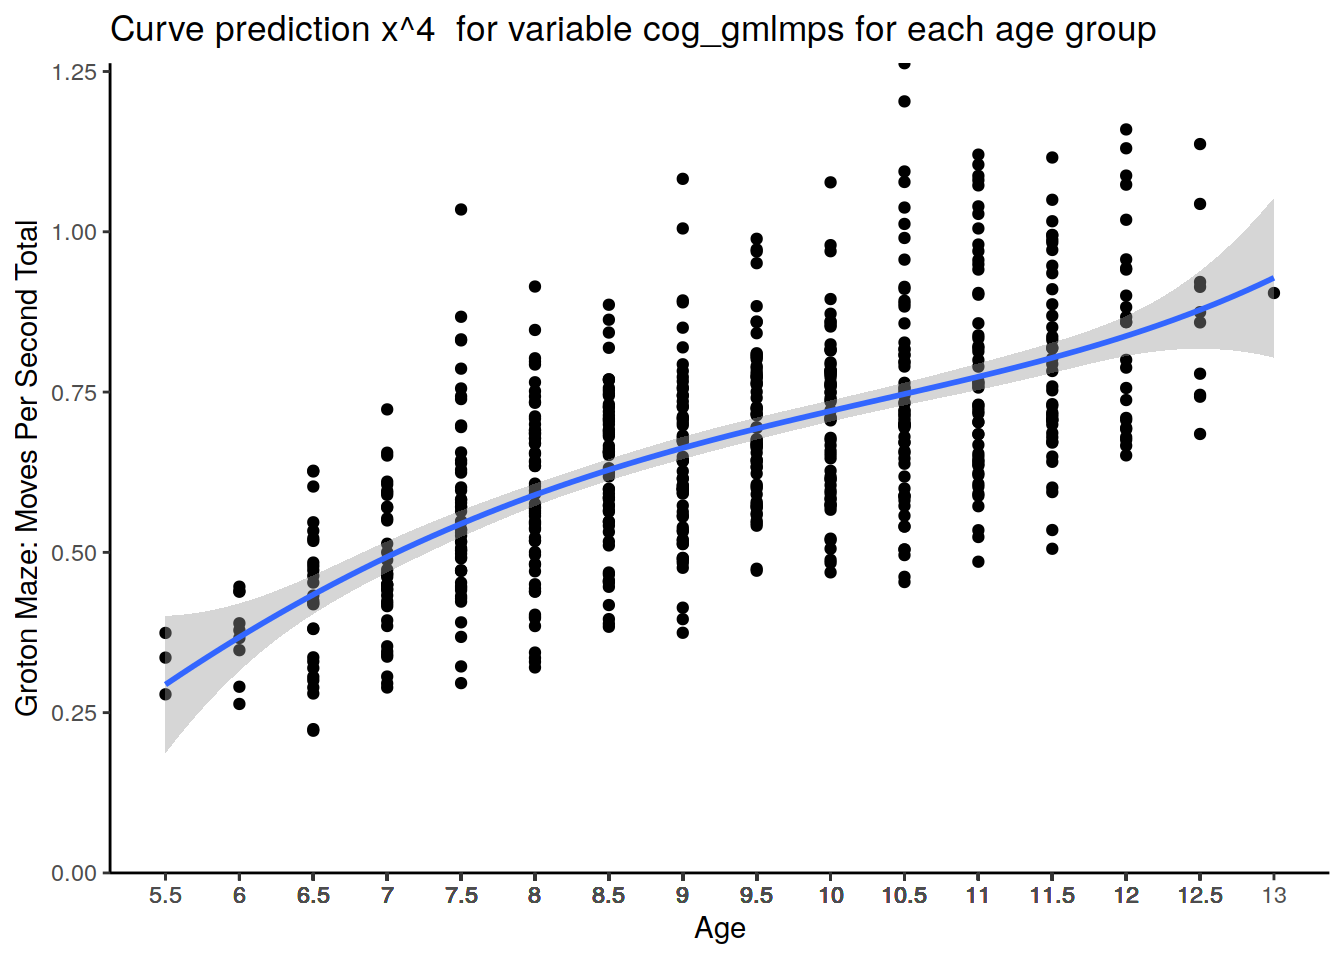 Curve prediction x^4  for variable cog_gmlmps for each age group
Groton Maze: Moves Per Second Total
1.25
1.00
0.75
0.50
0.25
0.00
5.5 6 6.5 7 7.5 8 8.5 9 9.5 10 10.5 11 11.5 12 12.5 13
Age